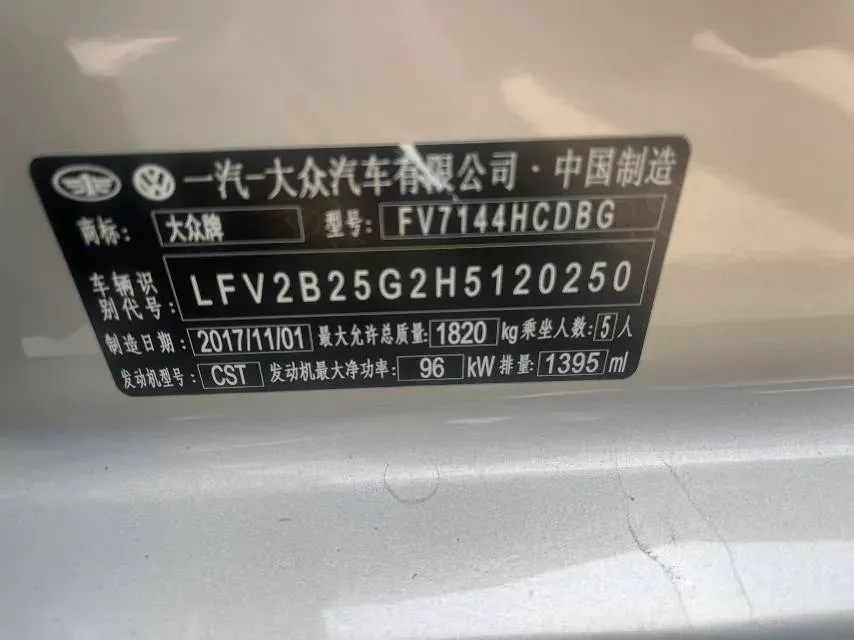 一汽-大众汽车有限公司·中国制造
商标: 大众牌 型号: FV7144HCDBG
车辆识别代号: LFV2B25G2H5120250
制造日期: 2017/11/01 最大允许总质量: 1820 kg 乘坐人数: 5 人
发动机型号: CST 发动机最大净功率: 96 kW 排量: 1395 ml